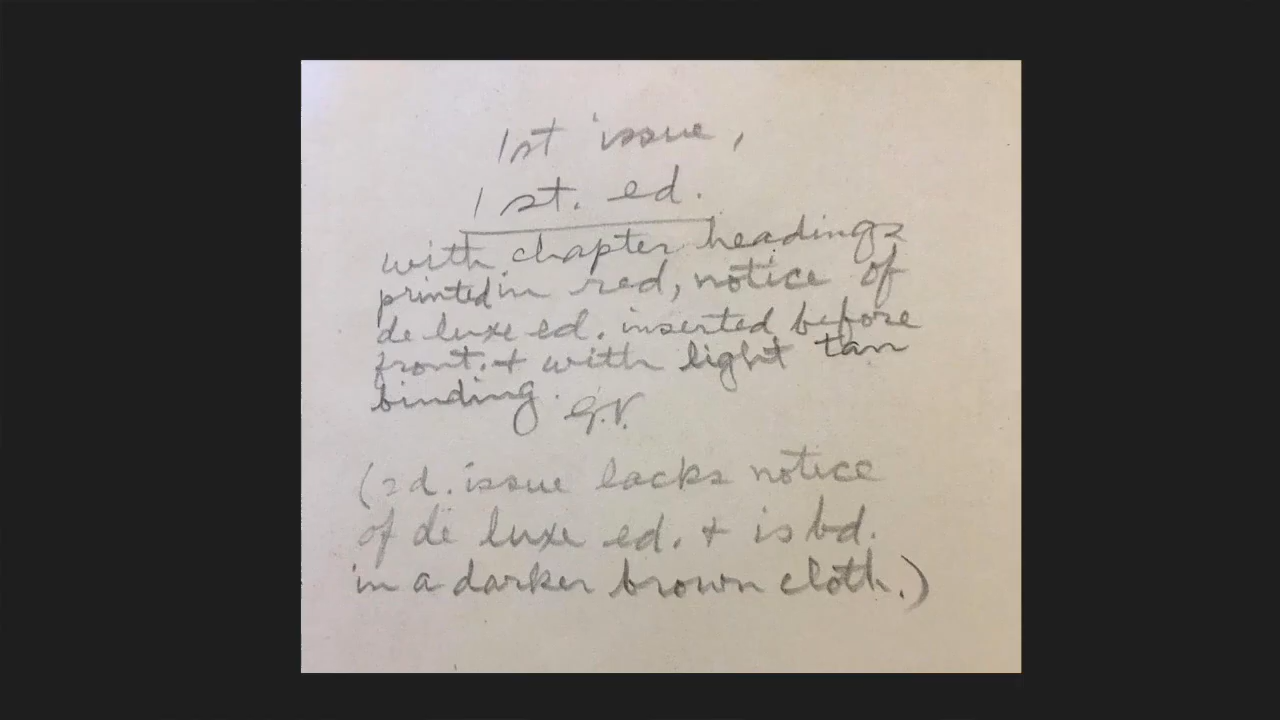 1st issue,
1st. ed.
with chapter headings
printed in red, notice of
de luxe ed. inserted before
front. + with light tan
binding. G.V.
(2d. issue lacks notice
of de luxe ed. + is bd.
in a darker brown cloth.)